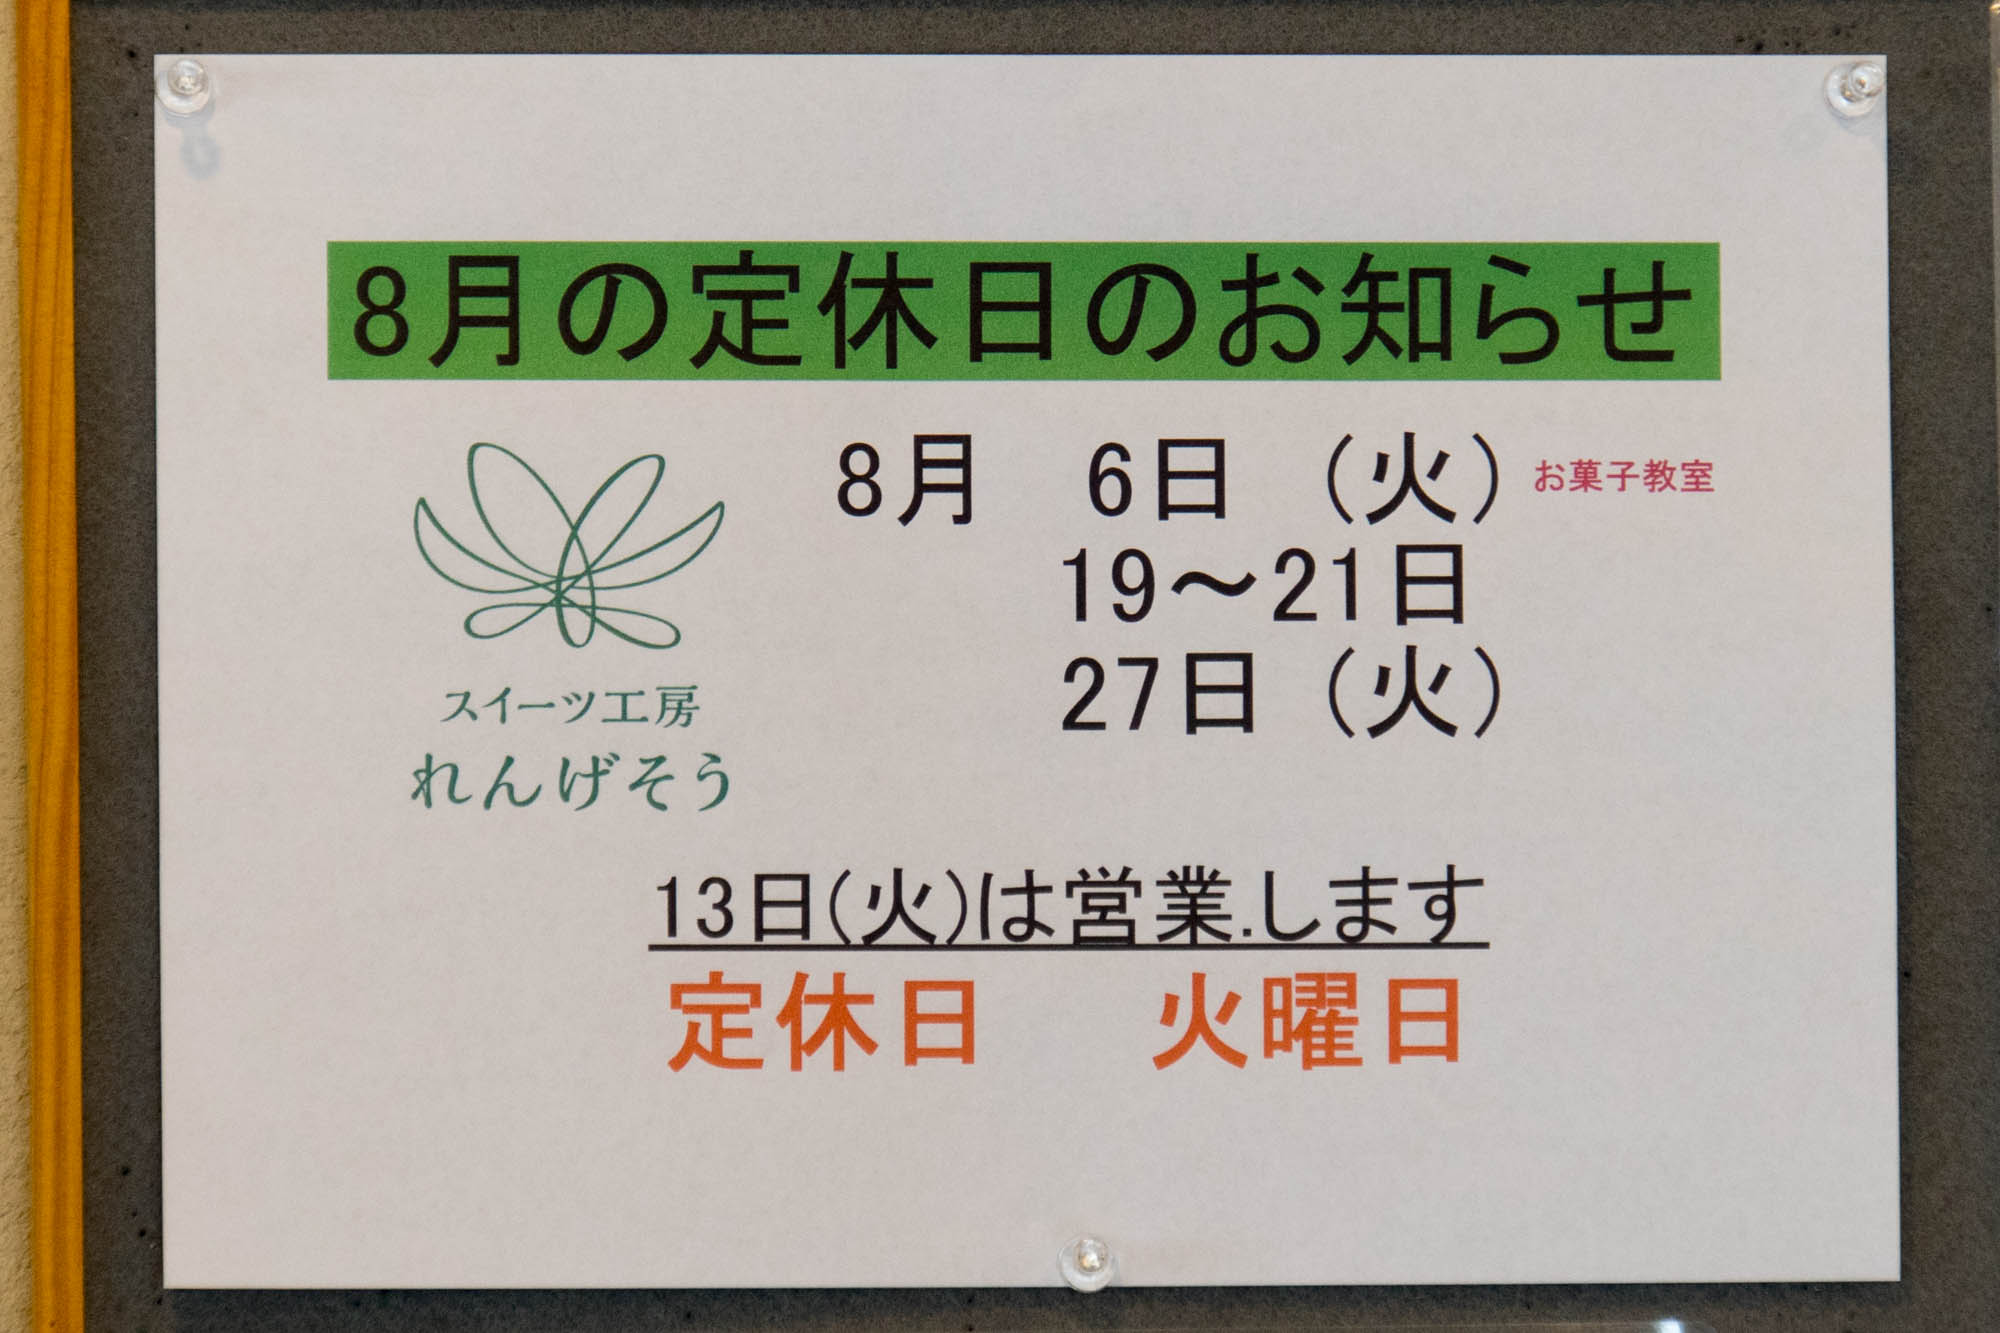 8月の定休日のお知らせ
8月　6日　（火）お菓子教室
19～21日
27日（火）
スイーツ工房
れんげそう
13日(火)は営業.します
定休日　火曜日